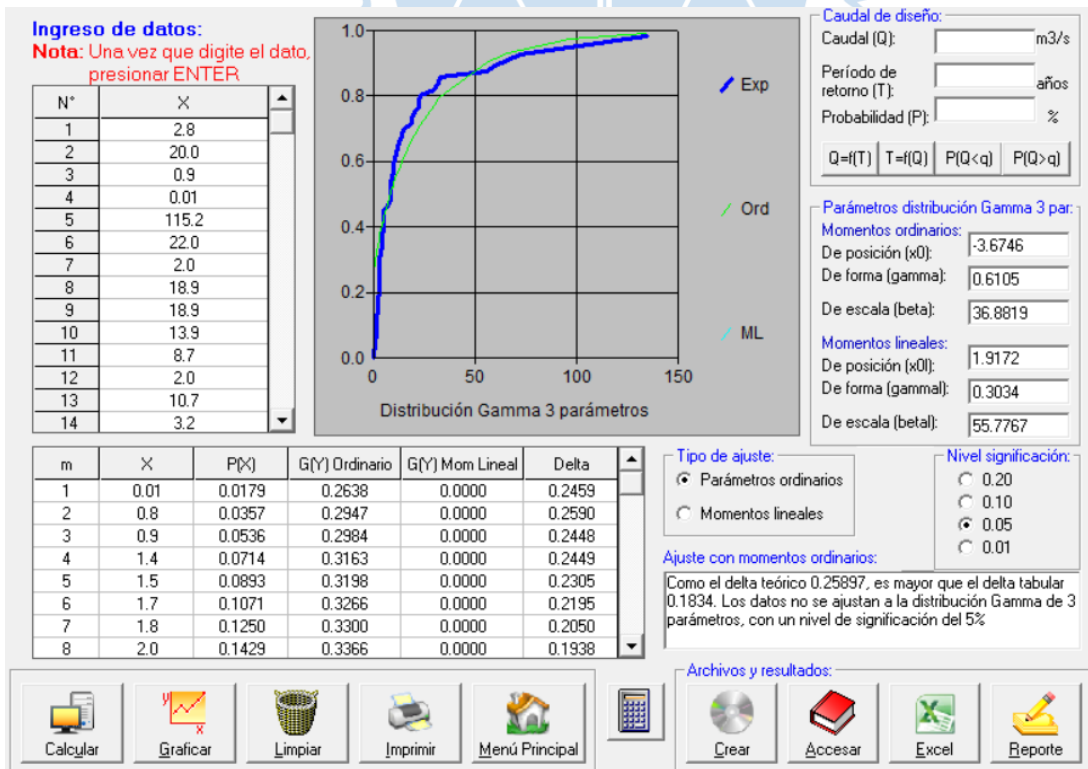 Ingreso de datos:
Nota: Una vez que digite el dato,
presionar ENTER
N° X
1 2.8
2 20.0
3 0.9
4 0.01
5 115.2
6 22.0
7 2.0
8 18.9
9 18.9
10 13.9
11 8.7
12 2.0
13 10.7
14 3.2
1.0
0.8
0.6
0.4
0.2
0.0
0 50 100 150
Distribución Gamma 3 parámetros
Exp
Ord
ML
Caudal de diseño:
Caudal (Q): m3/s
Período de
retorno (T): años
Probabilidad (P): %
Q=f(T) T=f(Q) P(Q<q) P(Q>q)
Parámetros distribución Gamma 3 par:
Momentos ordinarios:
De posición (x0): -3.6746
De forma (gamma): 0.6105
De escala (beta): 36.8819
Momentos lineales:
De posición (x0l): 1.9172
De forma (gammal): 0.3034
De escala (betal): 55.7767
m X P(X) G(Y) Ordinario G(Y) Mom Lineal Delta
1 0.01 0.0179 0.2638 0.0000 0.2459
2 0.8 0.0357 0.2947 0.0000 0.2590
3 0.9 0.0536 0.2984 0.0000 0.2448
4 1.4 0.0714 0.3163 0.0000 0.2449
5 1.5 0.0893 0.3198 0.0000 0.2305
6 1.7 0.1071 0.3266 0.0000 0.2195
7 1.8 0.1250 0.3300 0.0000 0.2050
8 2.0 0.1429 0.3366 0.0000 0.1938
Tipo de ajuste:
Parámetros ordinarios
Momentos lineales
Nivel significación:
0.20
0.10
0.05
0.01
Ajuste con momentos ordinarios:
Como el delta teórico 0.25897, es mayor que el delta tabular
0.1834. Los datos no se ajustan a la distribución Gamma de 3
parámetros, con un nivel de significación del 5%
Calcular Graficar Limpiar Imprimir Menú Principal
Archivos y resultados:
Crear Accesar Excel Reporte